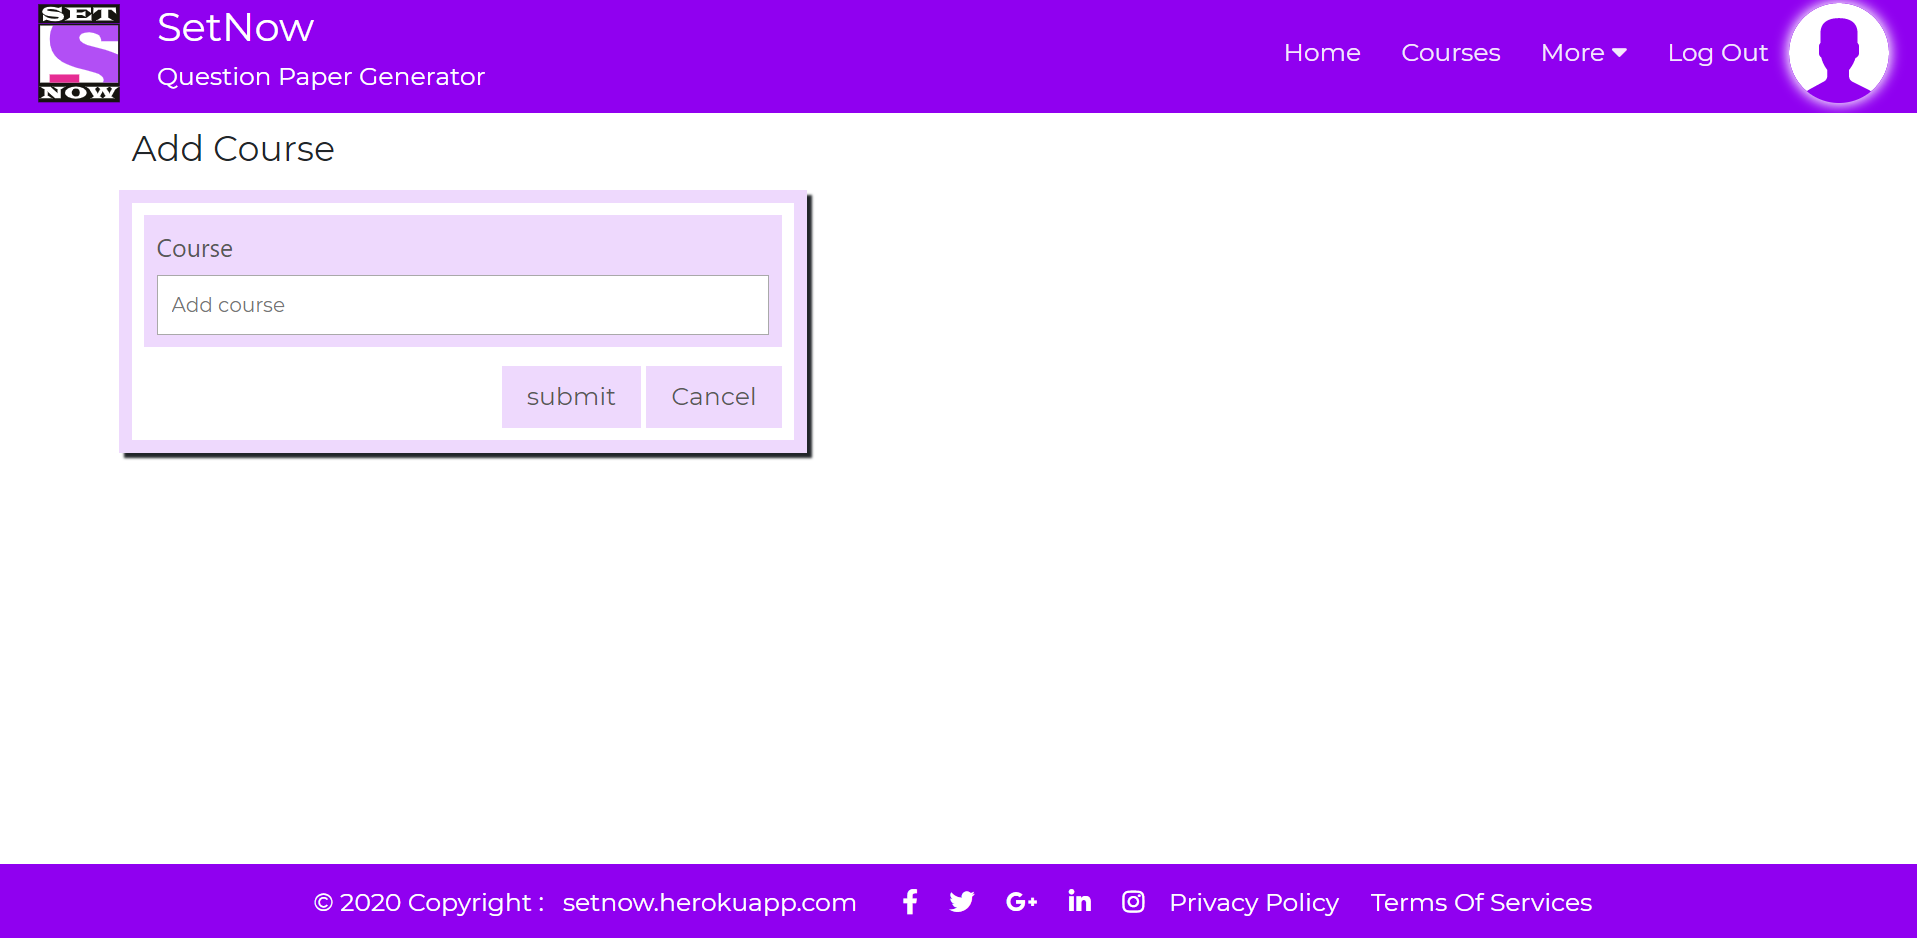 SET
NOW
SetNow
Question Paper Generator
Home Courses More Log Out
Add Course
Course
Add course
submit Cancel
© 2020 Copyright : setnow.herokuapp.com Privacy Policy Terms Of Services